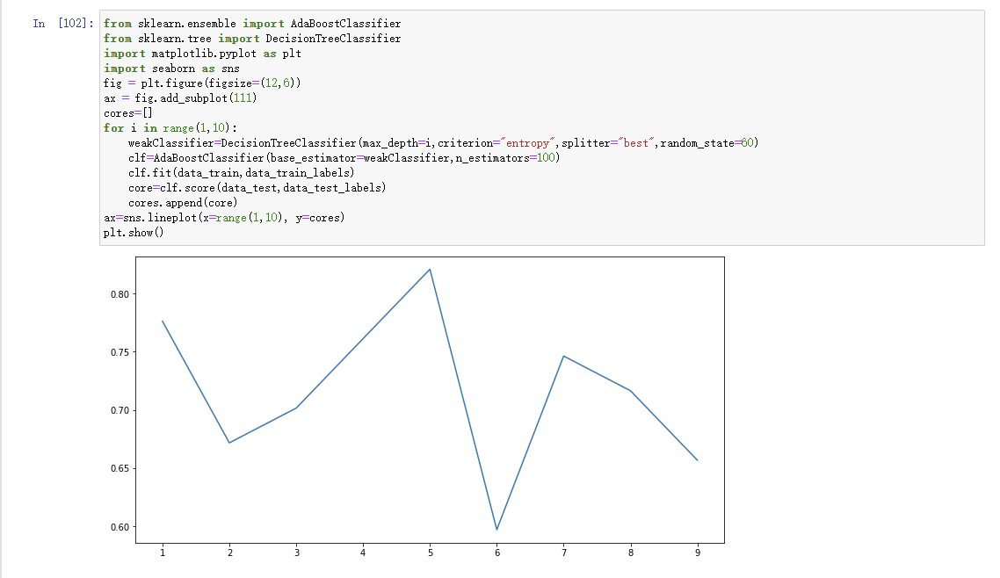 In [102]: from sklearn.ensemble import AdaBoostClassifier
from sklearn.tree import DecisionTreeClassifier
import matplotlib.pyplot as plt
import seaborn as sns
fig = plt.figure(figsize=(12,6))
ax = fig.add_subplot(111)
cores=[]
for i in range(1,10):
    weakClassifier=DecisionTreeClassifier(max_depth=i,criterion="entropy",splitter="best",random_state=60)
    clf=AdaBoostClassifier(base_estimator=weakClassifier,n_estimators=100)
    clf.fit(data_train,data_train_labels)
    core=clf.score(data_test,data_test_labels)
    cores.append(core)
ax=sns.lineplot(x=range(1,10), y=cores)
plt.show()
0.80
0.75
0.70
0.65
0.60
1 2 3 4 5 6 7 8 9